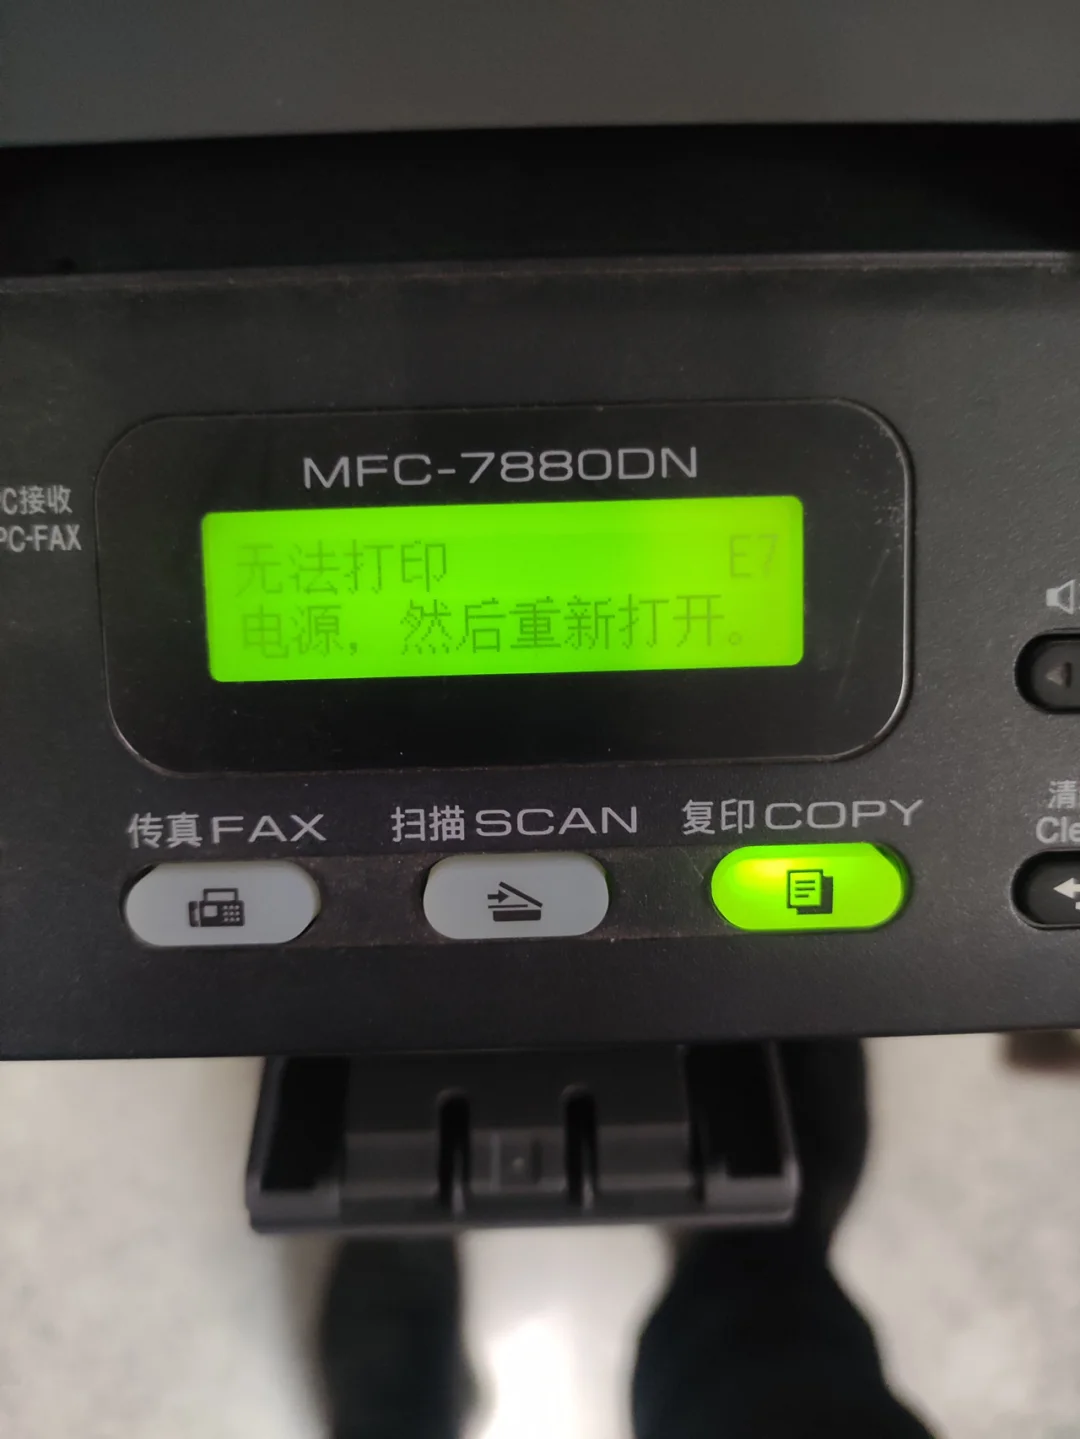 MFC-7880DN
PC接收
PC-FAX
无法打印 E7
电源，然后重新打开。
传真FAX
扫描SCAN
复印COPY
清
Cle